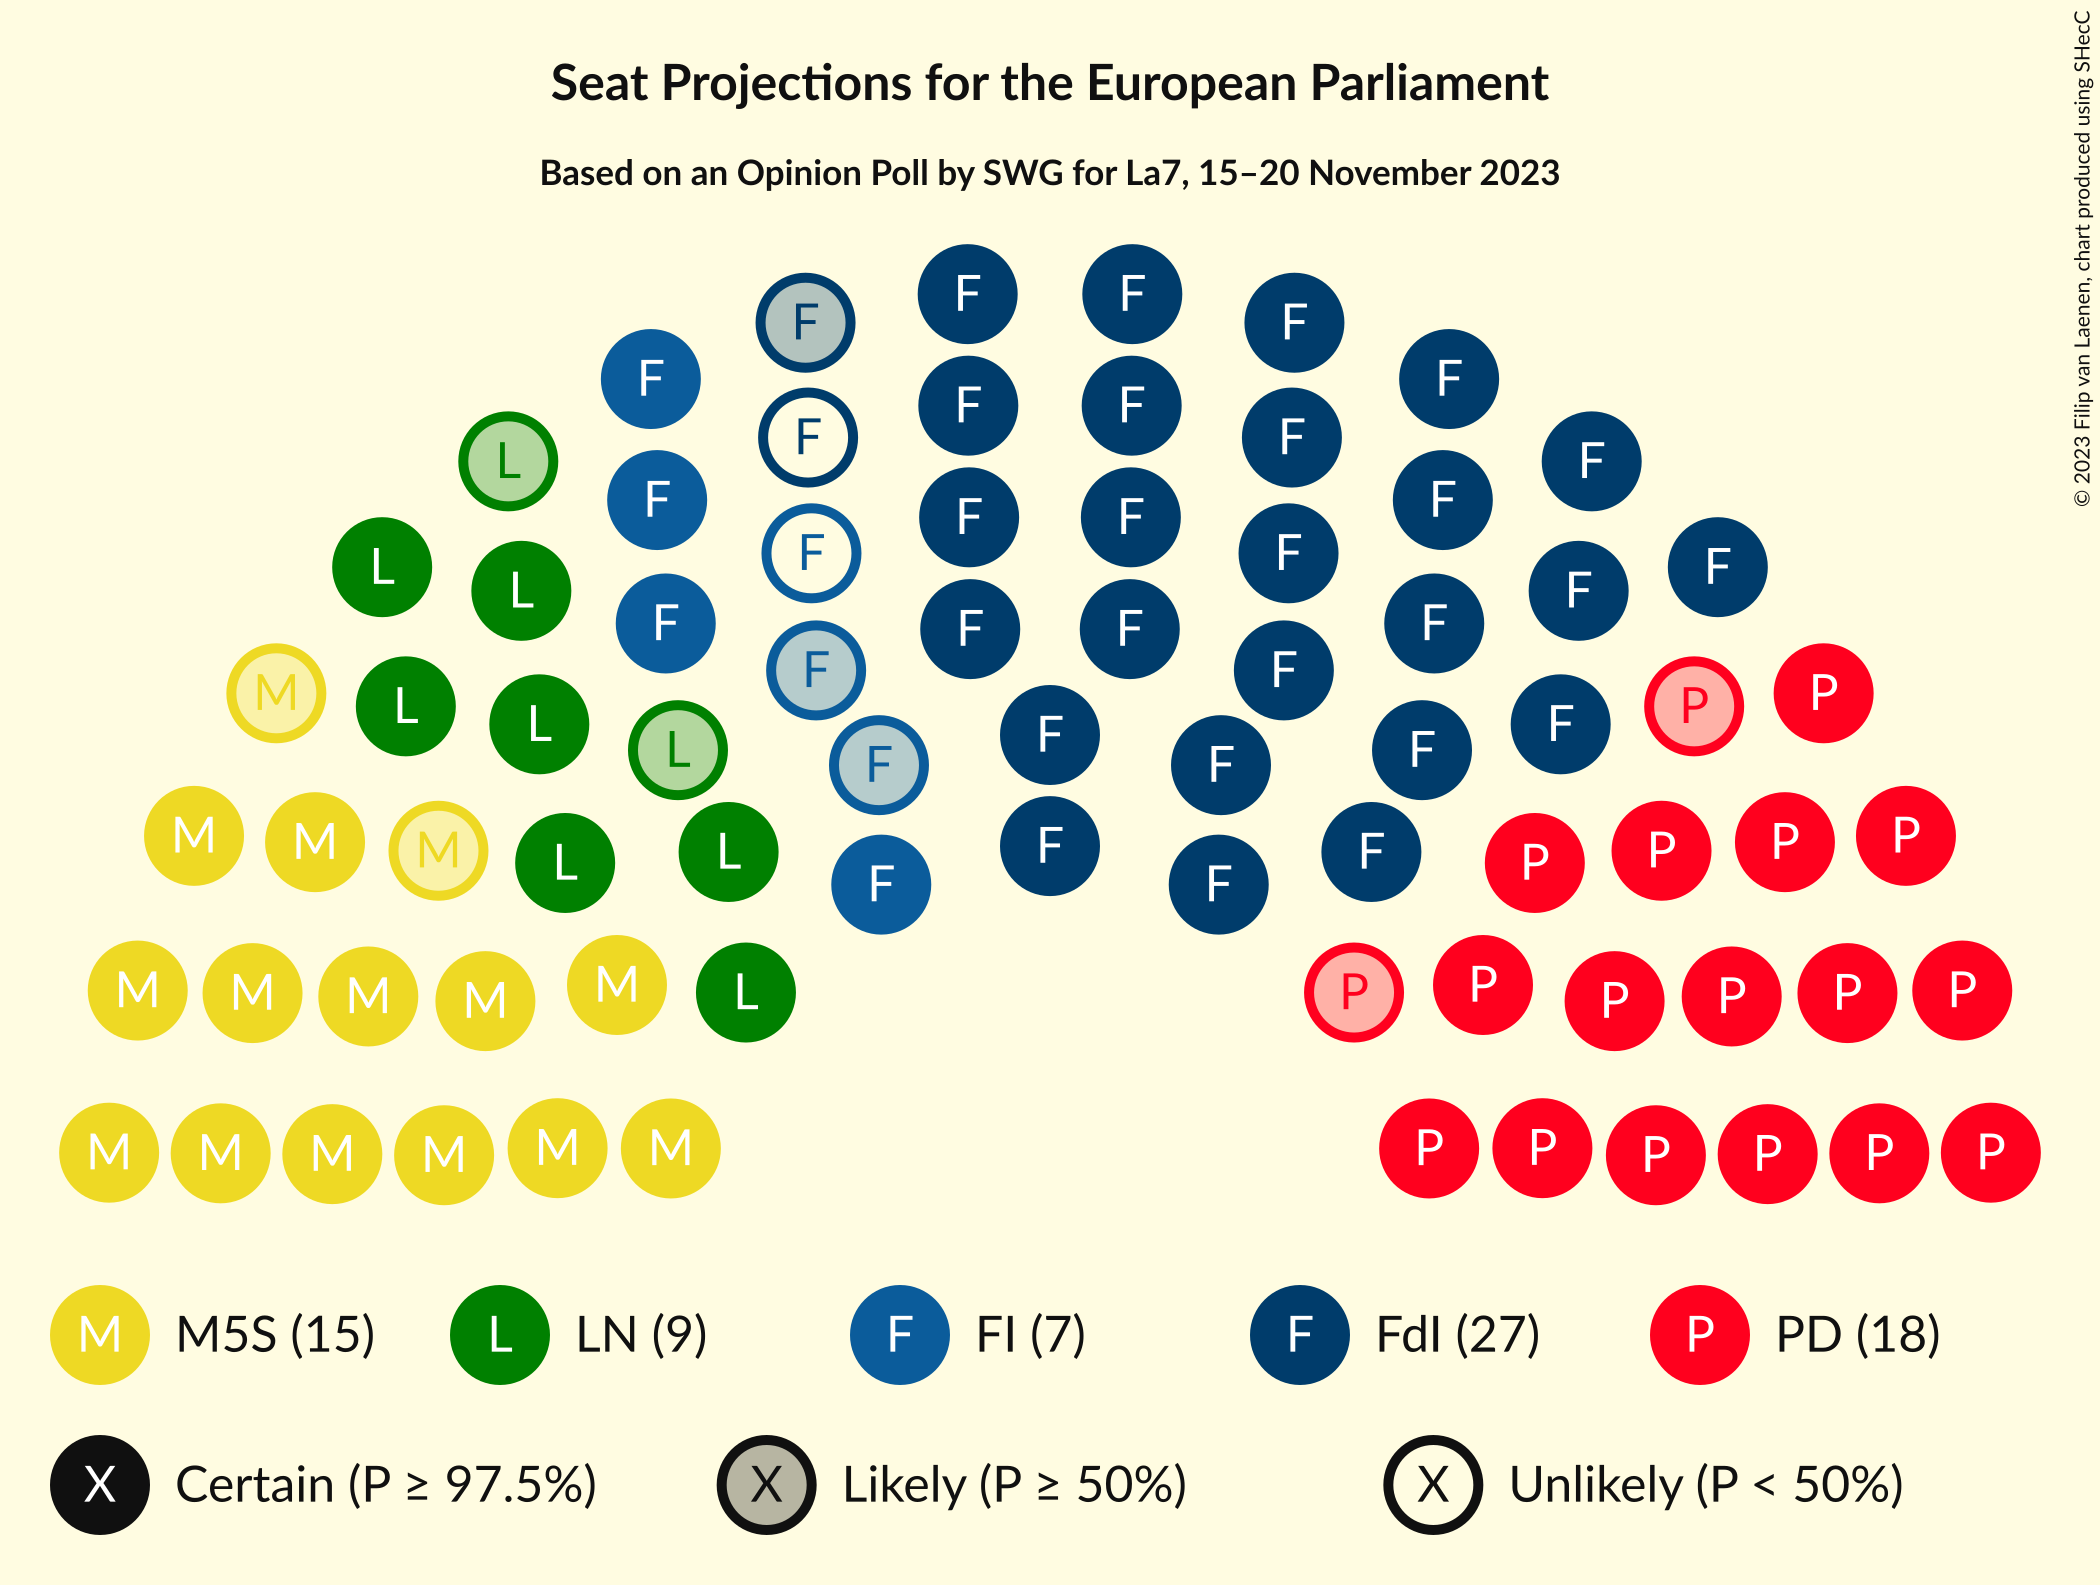 Seat Projections for the European Parliament
Based on an Opinion Poll by SWG for La7, 15–20 November 2023
© 2023 Filip van Laenen, chart produced using SHecC
F F
F F
F F
F F
F F
L F F F
F F
F F F
L F
L F F
F F
L M P P
L L F F F
L F F F
M M M L L F F F F P P P P
M M M M M L P P P P P P
M M M M M M P P P P P P
M M5S (15) L LN (9) F FI (7) F FdI (27) P PD (18)
X Certain (P ≥ 97.5%) X Likely (P ≥ 50%) X Unlikely (P < 50%)